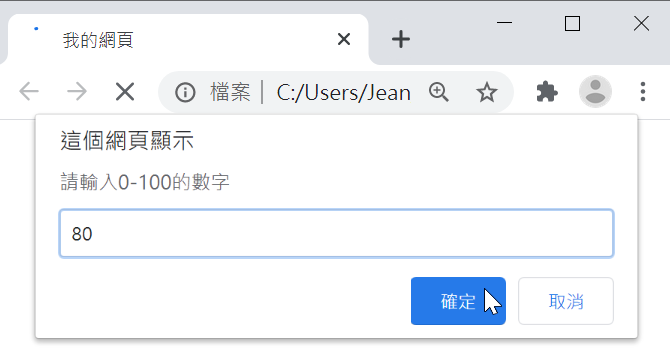 我的網頁
檔案 | C:/Users/Jean
這個網頁顯示
請輸入0-100的數字
80
確定
取消